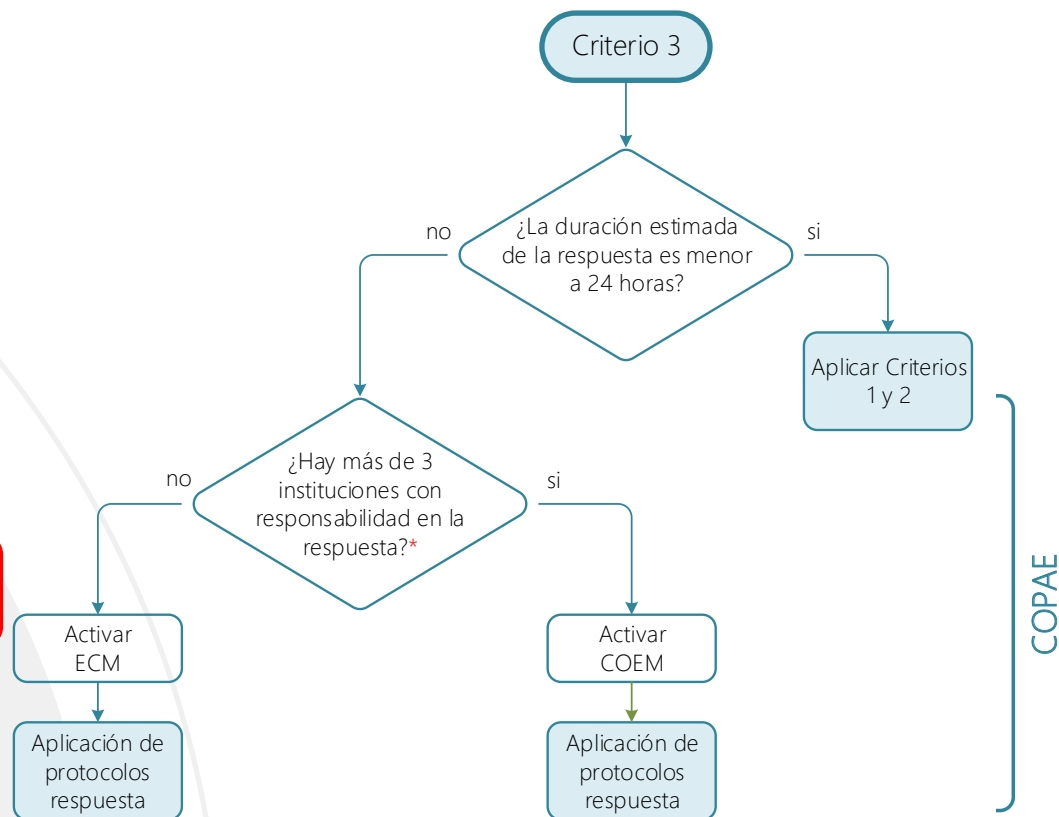 Criterio 3
no
¿La duración estimada
de la respuesta es menor
a 24 horas?
si
Aplicar Criterios
1 y 2
no
¿Hay más de 3
instituciones con
responsabilidad en la
respuesta?*
si
Activar
ECM
Activar
COEM
Aplicación de
protocolos
respuesta
Aplicación de
protocolos
respuesta
COPAE